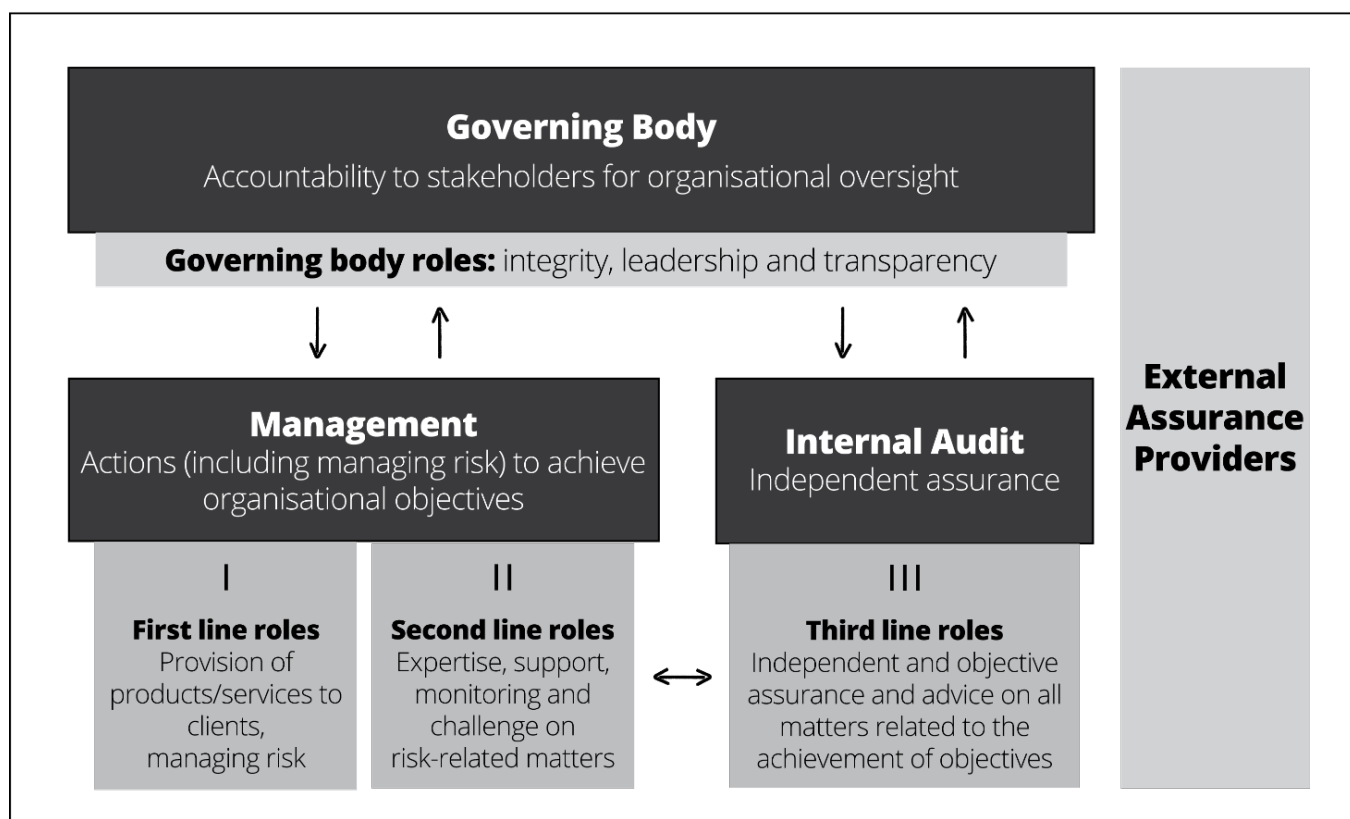 Governing Body
Accountability to stakeholders for organisational oversight
Governing body roles: integrity, leadership and transparency
Management
Actions (including managing risk) to achieve
organisational objectives
Internal Audit
Independent assurance
External
Assurance
Providers
I
First line roles
Provision of
products/services to
clients,
managing risk
II
Second line roles
Expertise, support,
monitoring and
challenge on
risk-related matters
III
Third line roles
Independent and objective
assurance and advice on all
matters related to the
achievement of objectives